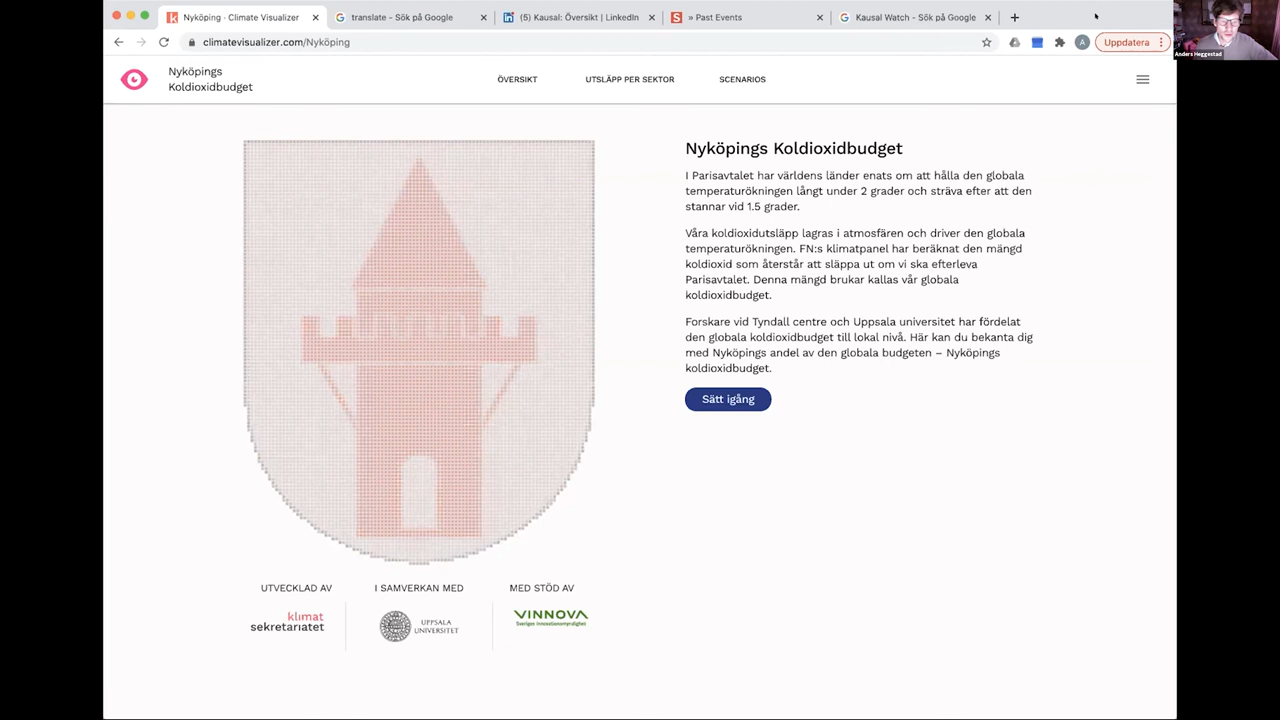 Nyköping · Climate Visualizer
translate - Sök på Google
(5) Kausal: Översikt | LinkedIn
» Past Events
Kausal Watch - Sök på Google
climatevisualizer.com/Nyköping
A
Uppdatera
Anders Heggestad
Nyköpings
Koldioxidbudget
ÖVERSIKT
UTSLÄPP PER SEKTOR
SCENARIOS
Nyköpings Koldioxidbudget
I Parisavtalet har världens länder enats om att hålla den globala
temperaturökningen långt under 2 grader och sträva efter att den
stannar vid 1.5 grader.
Våra koldioxidutsläpp lagras i atmosfären och driver den globala
temperaturökningen. FN:s klimatpanel har beräknat den mängd
koldioxid som återstår att släppa ut om vi ska efterleva
Parisavtalet. Denna mängd brukar kallas vår globala
koldioxidbudget.
Forskare vid Tyndall centre och Uppsala universitet har fördelat
den globala koldioxidbudget till lokal nivå. Här kan du bekanta dig
med Nyköpings andel av den globala budgeten – Nyköpings
koldioxidbudget.
Sätt igång
UTVECKLAD AV
I SAMVERKAN MED
MED STÖD AV
klimat
sekretariatet
UPPSALA
UNIVERSITET
VINNOVA
Sveriges innovationsmyndighet